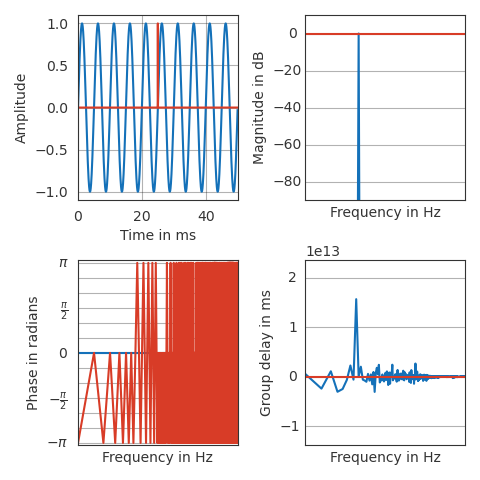 1.0
0.5
0.0
−0.5
−1.0
Amplitude
0 20 40
Time in ms
0
−20
−40
−60
−80
Magnitude in dB
Frequency in Hz
π
π/2
0
−π/2
−π
Phase in radians
Frequency in Hz
1e13
2
1
0
−1
Group delay in ms
Frequency in Hz